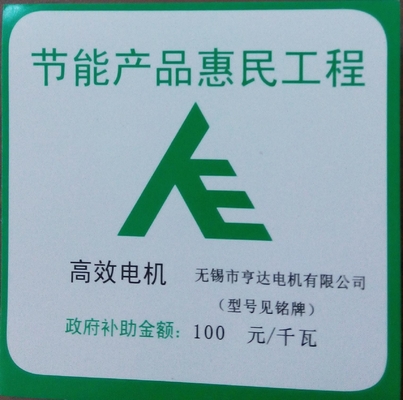 节能产品惠民工程
高效电机 无锡市亨达电机有限公司
（型号见铭牌）
政府补助金额：100 元/千瓦